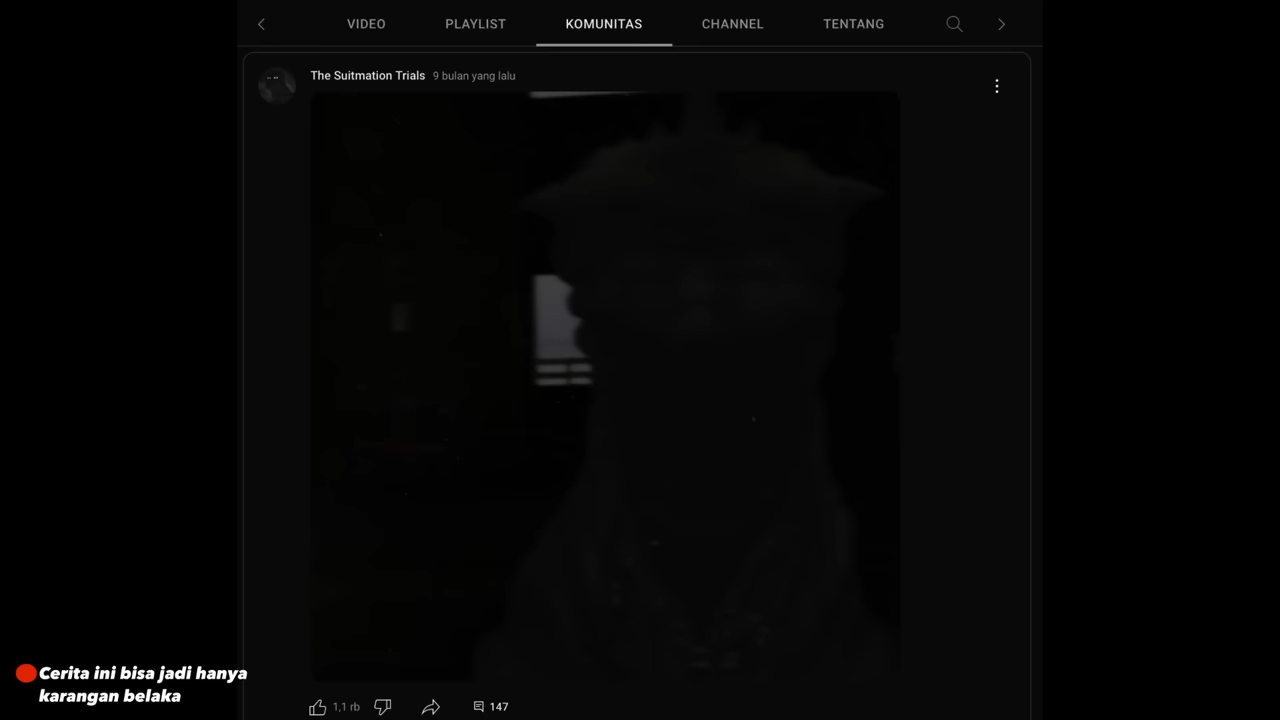 VIDEO PLAYLIST KOMUNITAS CHANNEL TENTANG
The Suitmation Trials 9 bulan yang lalu
1,1 rb 147
Cerita ini bisa jadi hanya
karangan belaka